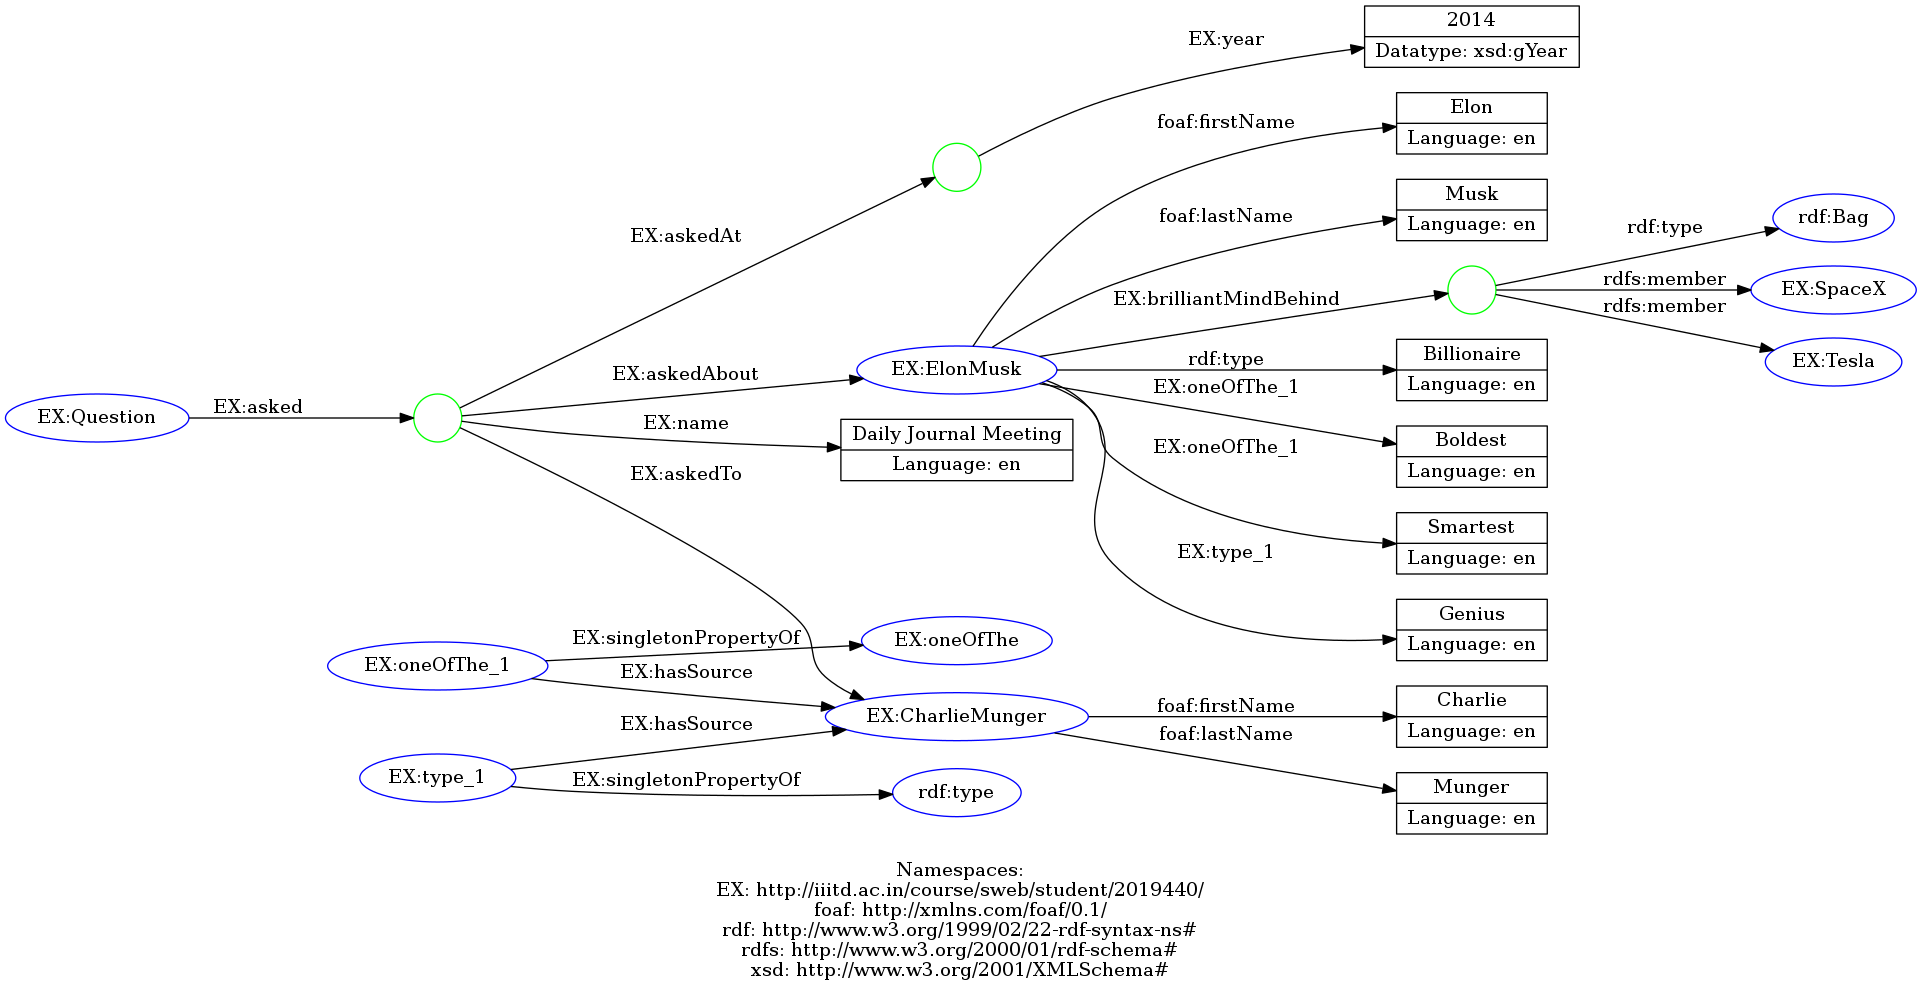 EX:year
2014
Datatype: xsd:gYear
foaf:firstName
Elon
Language: en
foaf:lastName
Musk
Language: en
rdf:type
rdf:Bag
EX:askedAt
EX:brilliantMindBehind
rdfs:member
EX:SpaceX
rdfs:member
EX:Tesla
EX:askedAbout
EX:ElonMusk
rdf:type
Billionaire
Language: en
EX:oneOfThe_1
EX:Question
EX:asked
EX:name
Daily Journal Meeting
Language: en
EX:oneOfThe_1
Boldest
Language: en
EX:askedTo
Smartest
Language: en
EX:type_1
EX:oneOfThe_1
EX:singletonPropertyOf
EX:oneOfThe
Genius
Language: en
EX:hasSource
EX:CharlieMunger
foaf:firstName
Charlie
Language: en
EX:hasSource
foaf:lastName
EX:type_1
EX:singletonPropertyOf
rdf:type
Munger
Language: en
Namespaces:
EX: http://iiitd.ac.in/course/sweb/student/2019440/
foaf: http://xmlns.com/foaf/0.1/
rdf: http://www.w3.org/1999/02/22-rdf-syntax-ns#
rdfs: http://www.w3.org/2000/01/rdf-schema#
xsd: http://www.w3.org/2001/XMLSchema#